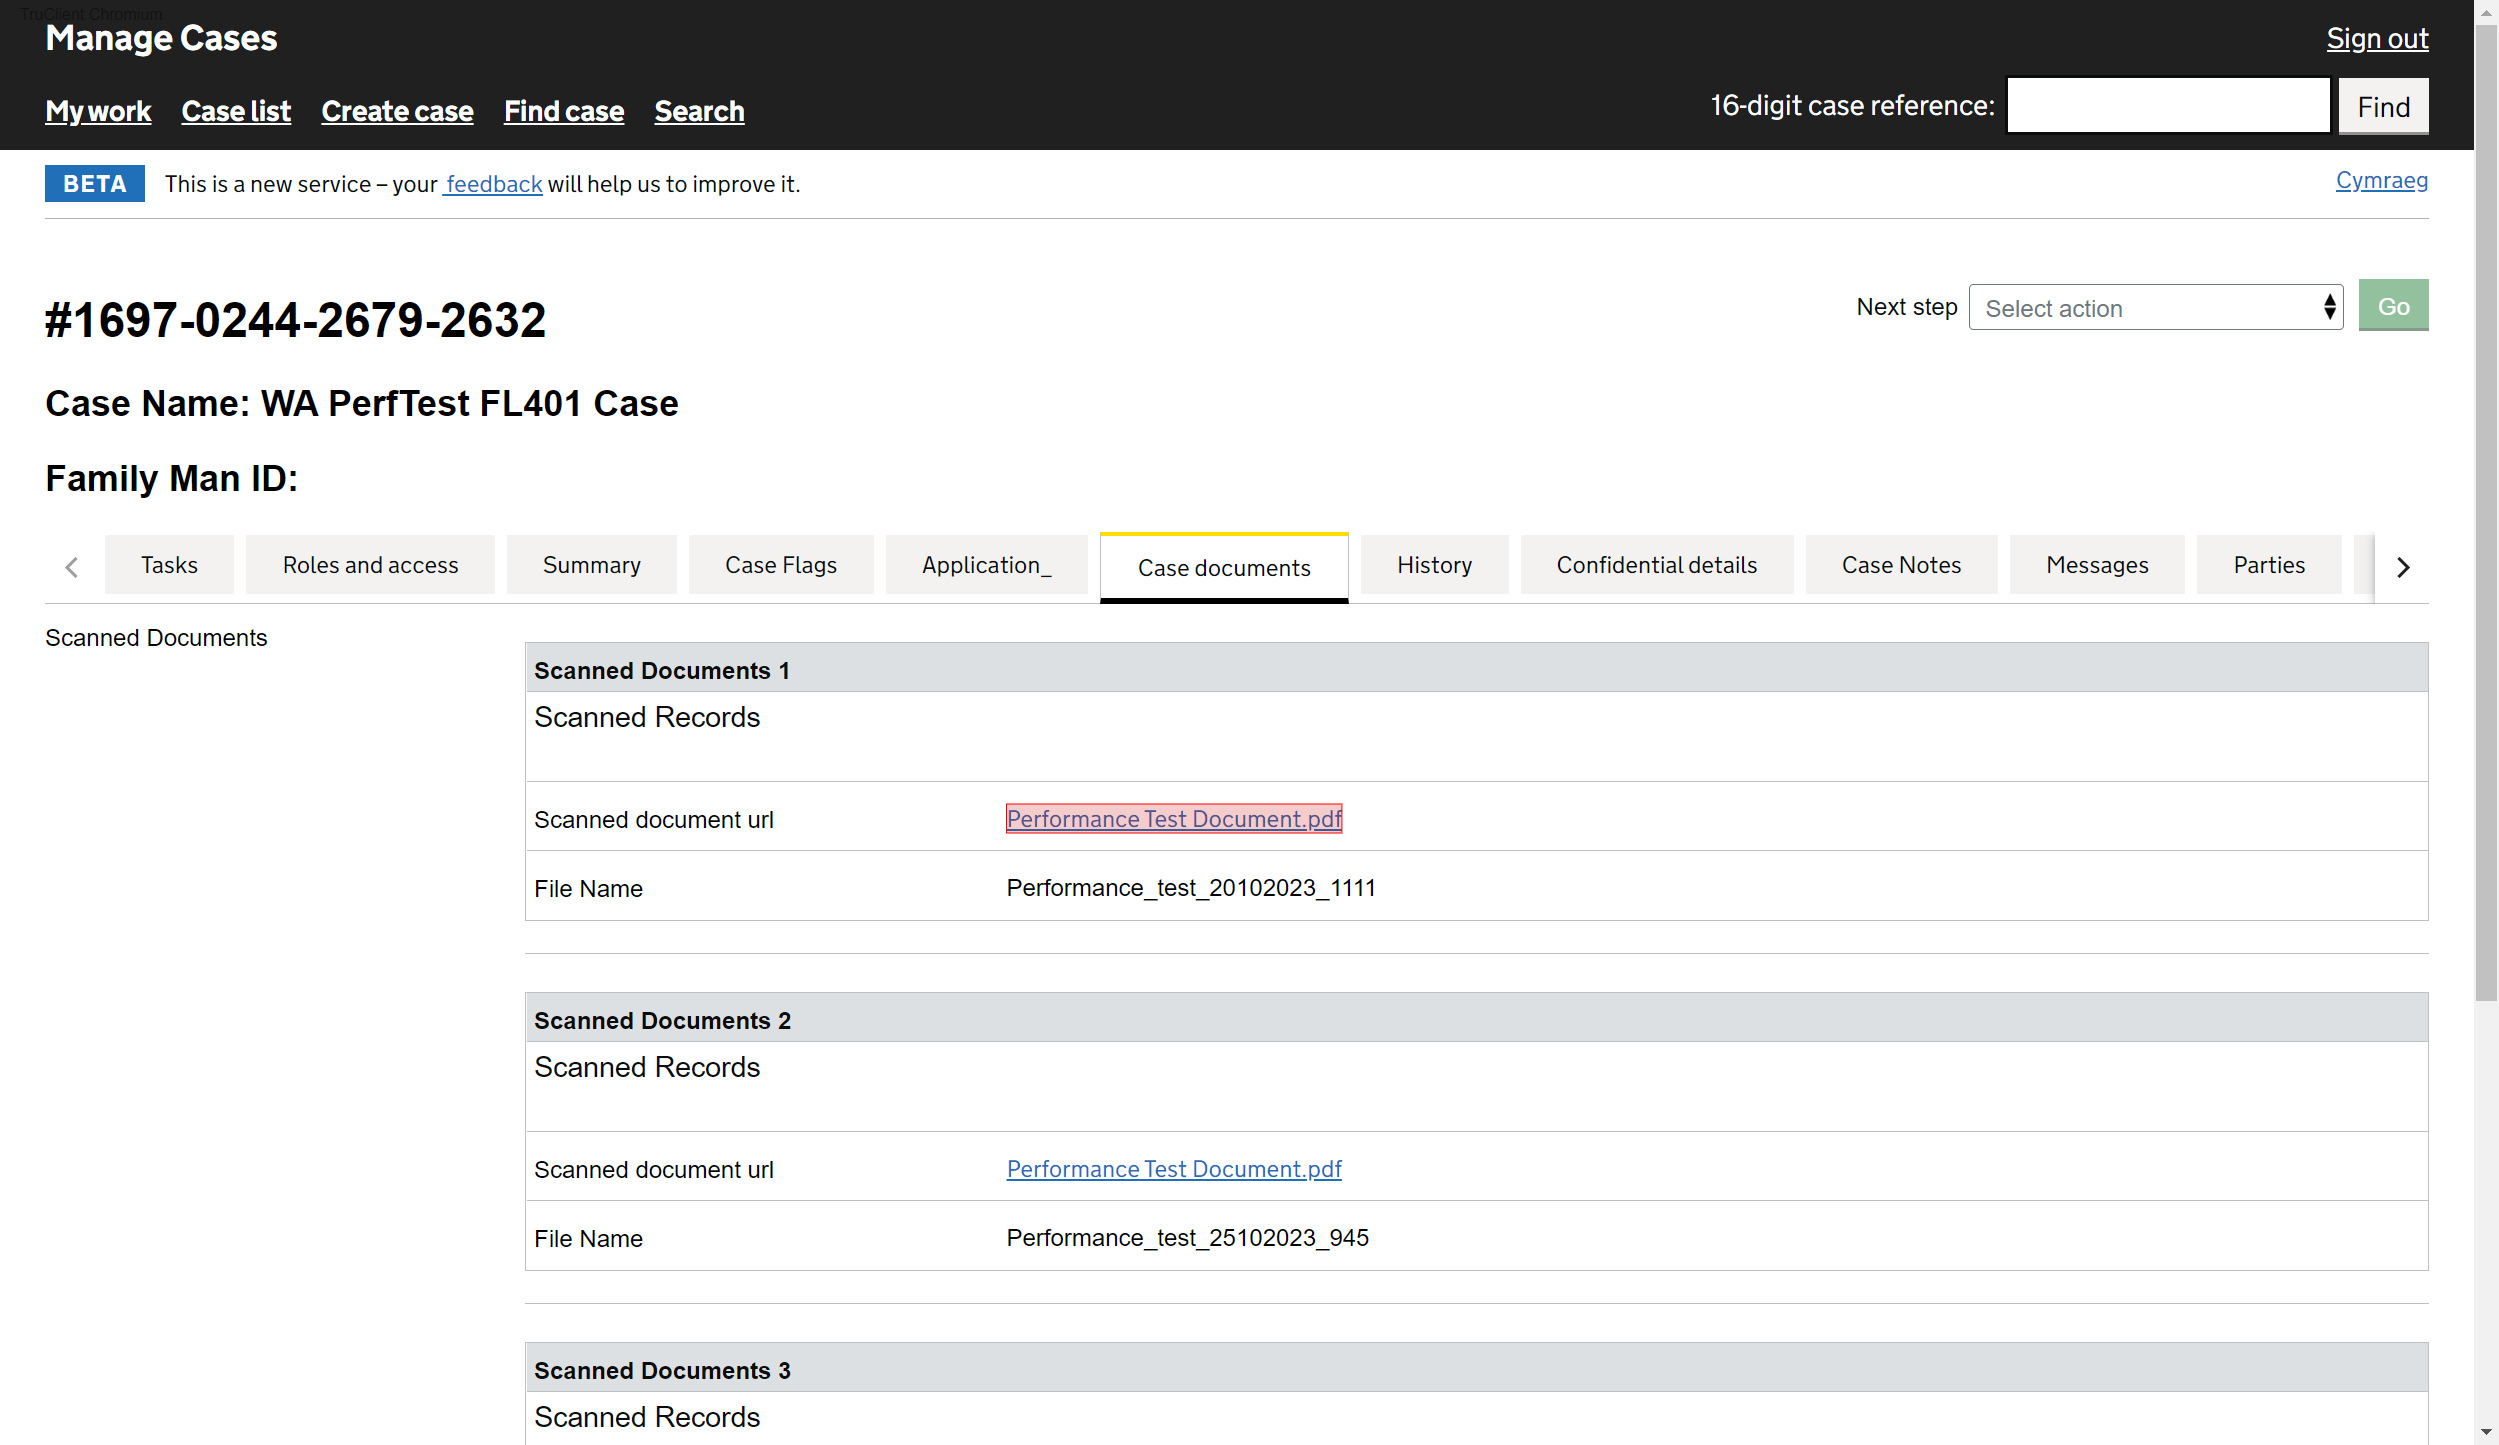 TruClient Chromium
Manage Cases
Sign out
My work Case list Create case Find case Search
16-digit case reference: Find
BETA This is a new service – your feedback will help us to improve it.
Cymraeg
#1697-0244-2679-2632
Next step Select action Go
Case Name: WA PerfTest FL401 Case
Family Man ID:
Tasks Roles and access Summary Case Flags Application_ Case documents History Confidential details Case Notes Messages Parties
Scanned Documents
Scanned Documents 1
Scanned Records
Scanned document url Performance Test Document.pdf
File Name Performance_test_20102023_1111
Scanned Documents 2
Scanned Records
Scanned document url Performance Test Document.pdf
File Name Performance_test_25102023_945
Scanned Documents 3
Scanned Records